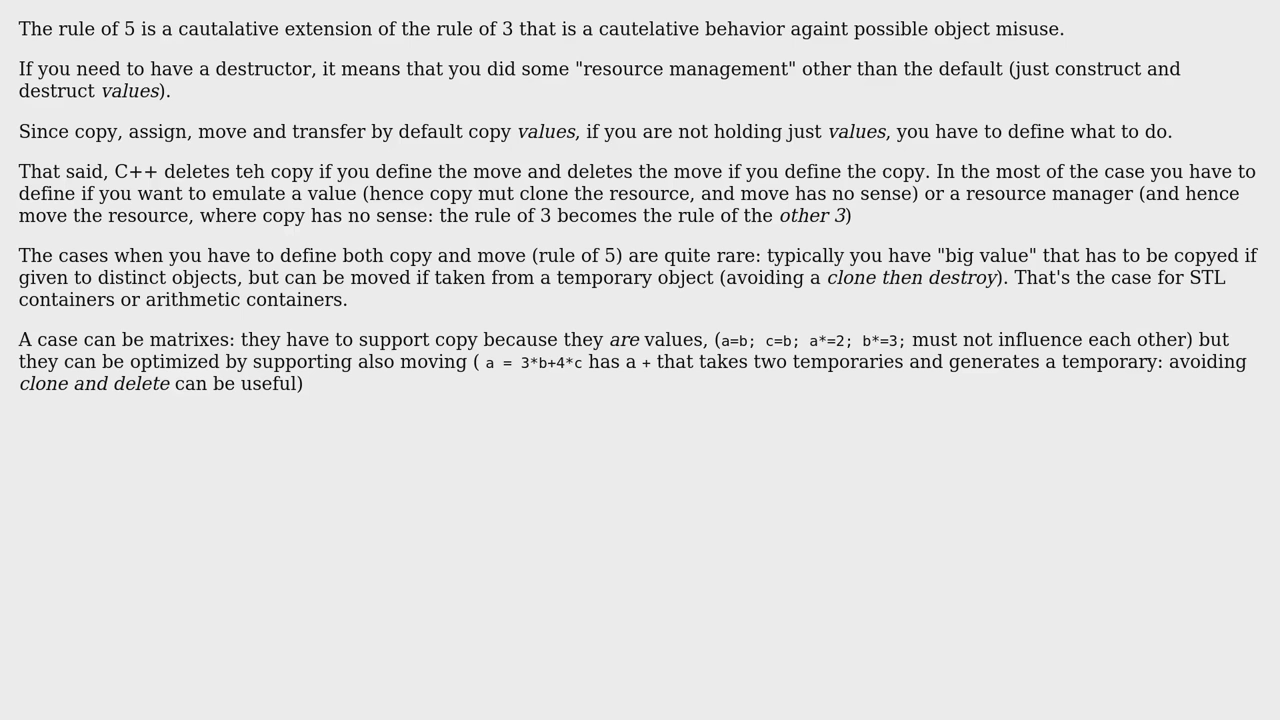 The rule of 5 is a cautalative extension of the rule of 3 that is a cautelative behavior againt possible object misuse.
If you need to have a destructor, it means that you did some "resource management" other than the default (just construct and
destruct values).
Since copy, assign, move and transfer by default copy values, if you are not holding just values, you have to define what to do.
That said, C++ deletes teh copy if you define the move and deletes the move if you define the copy. In the most of the case you have to
define if you want to emulate a value (hence copy mut clone the resource, and move has no sense) or a resource manager (and hence
move the resource, where copy has no sense: the rule of 3 becomes the rule of the other 3)
The cases when you have to define both copy and move (rule of 5) are quite rare: typically you have "big value" that has to be copyed if
given to distinct objects, but can be moved if taken from a temporary object (avoiding a clone then destroy). That's the case for STL
containers or arithmetic containers.
A case can be matrixes: they have to support copy because they are values, (a=b; c=b; a*=2; b*=3; must not influence each other) but
they can be optimized by supporting also moving ( a = 3*b+4*c has a + that takes two temporaries and generates a temporary: avoiding
clone and delete can be useful)